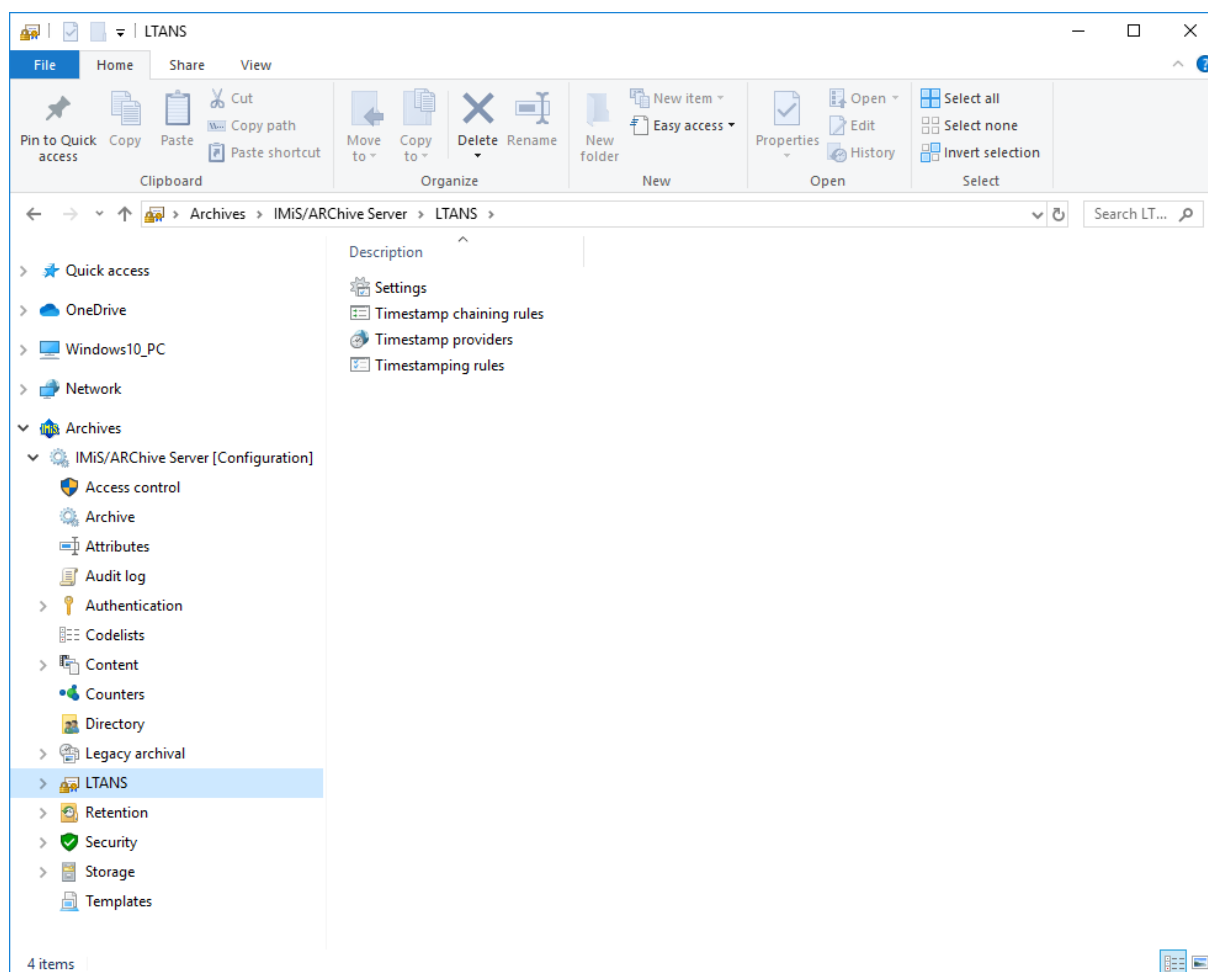 LTANS
File Home Share View
Pin to Quick access
Copy
Paste
Cut
Copy path
Paste shortcut
Clipboard
Move to
Copy to
Delete
Rename
Organize
New folder
New item
Easy access
New
Properties
Open
Edit
History
Open
Select all
Select none
Invert selection
Select
Archives > IMiS/ARChive Server > LTANS >
Search LT...
Quick access
OneDrive
Windows10_PC
Network
Archives
IMiS/ARChive Server [Configuration]
Access control
Archive
Attributes
Audit log
Authentication
Codelists
Content
Counters
Directory
Legacy archival
LTANS
Retention
Security
Storage
Templates
Description
Settings
Timestamp chaining rules
Timestamp providers
Timestamping rules
4 items